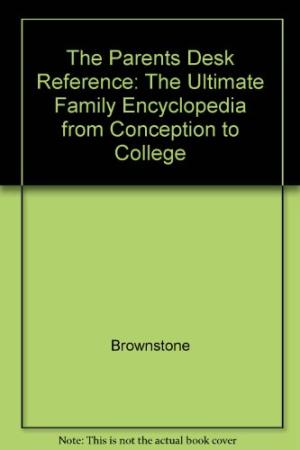 The Parents Desk
Reference: The Ultimate
Family Encyclopedia
from Conception to
College
Brownstone
Note: This is not the actual book cover